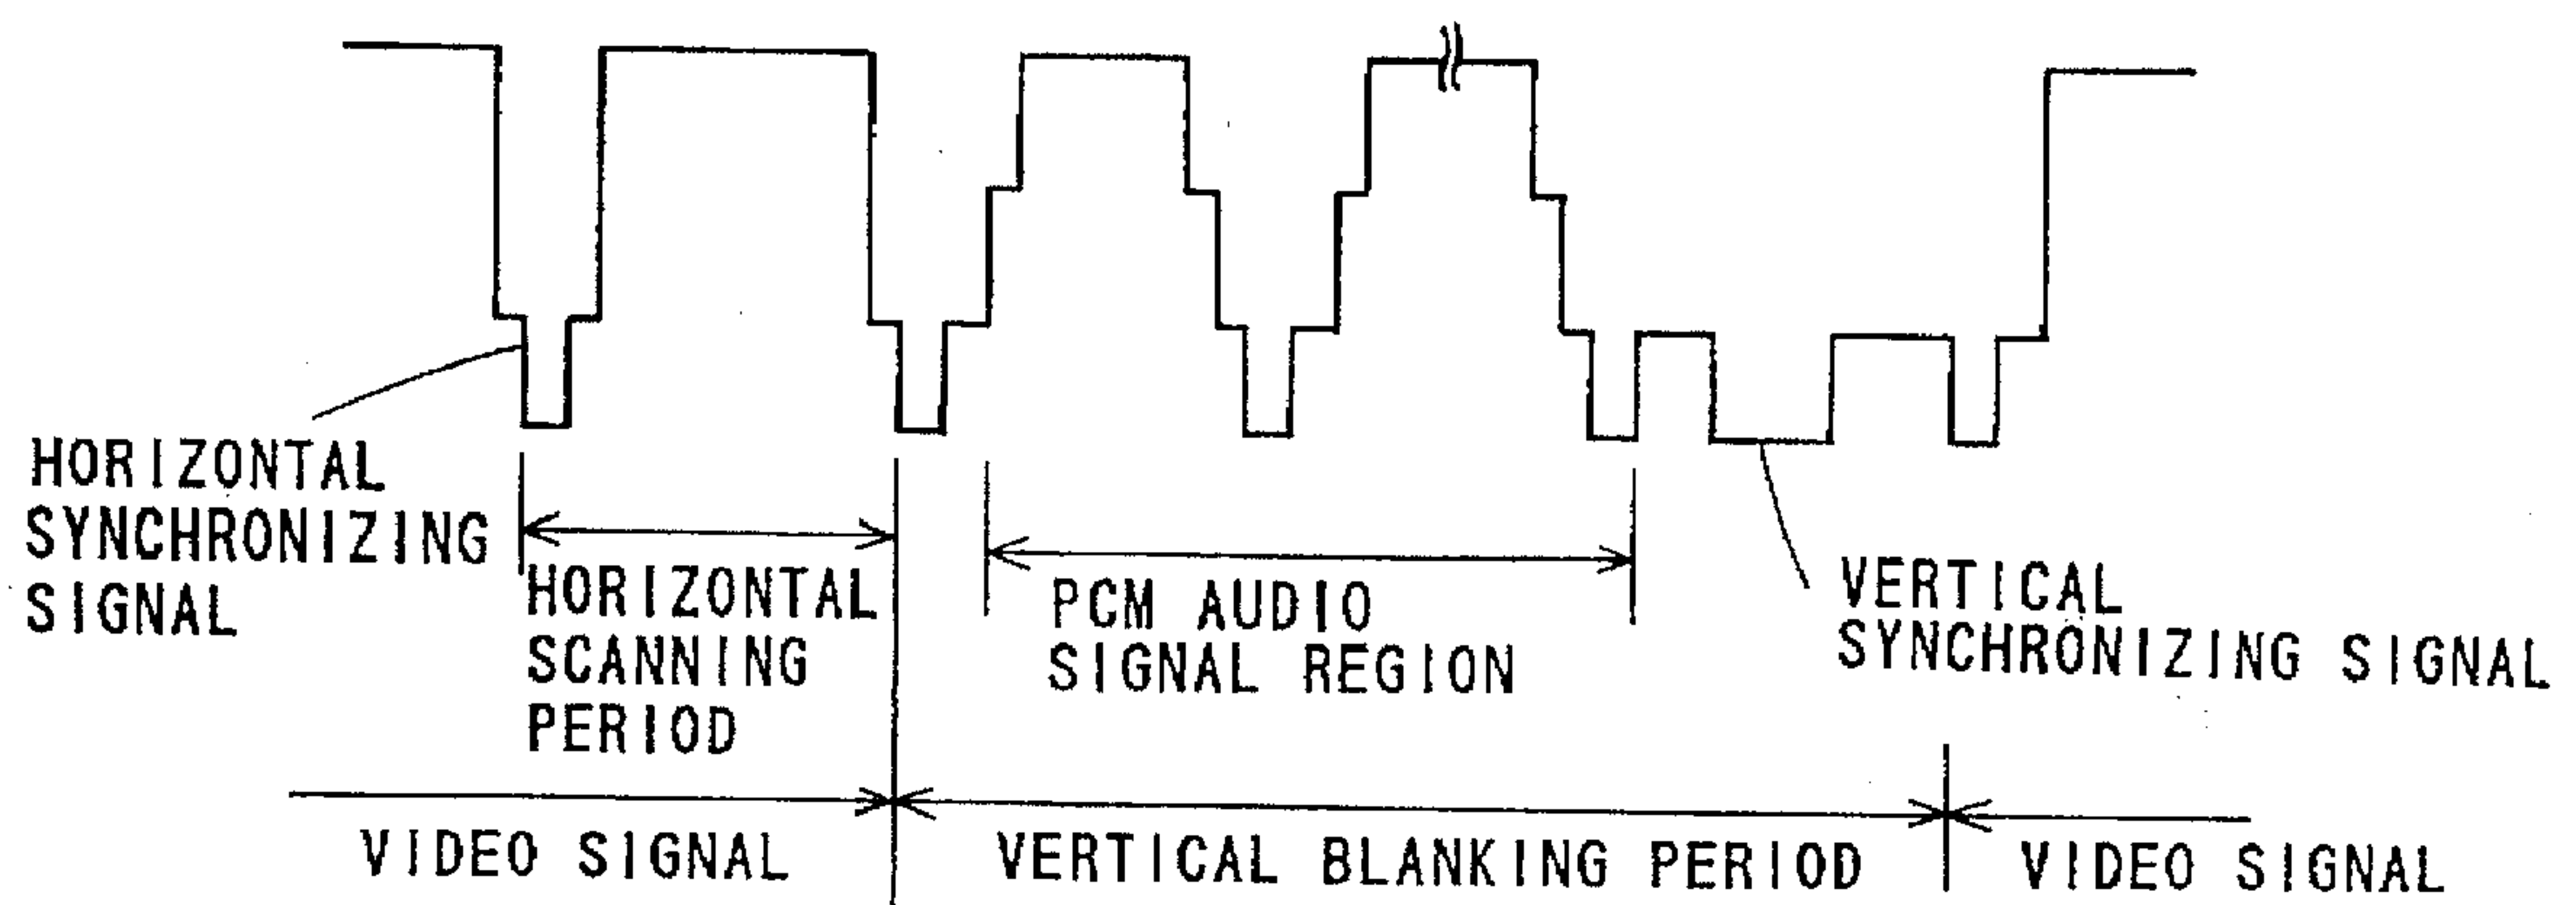 HORIZONTAL
SYNCHRONIZING
SIGNAL
HORIZONTAL
SCANNING
PERIOD
PCM AUDIO
SIGNAL REGION
VERTICAL
SYNCHRONIZING SIGNAL
VIDEO SIGNAL
VERTICAL BLANKING PERIOD
VIDEO SIGNAL